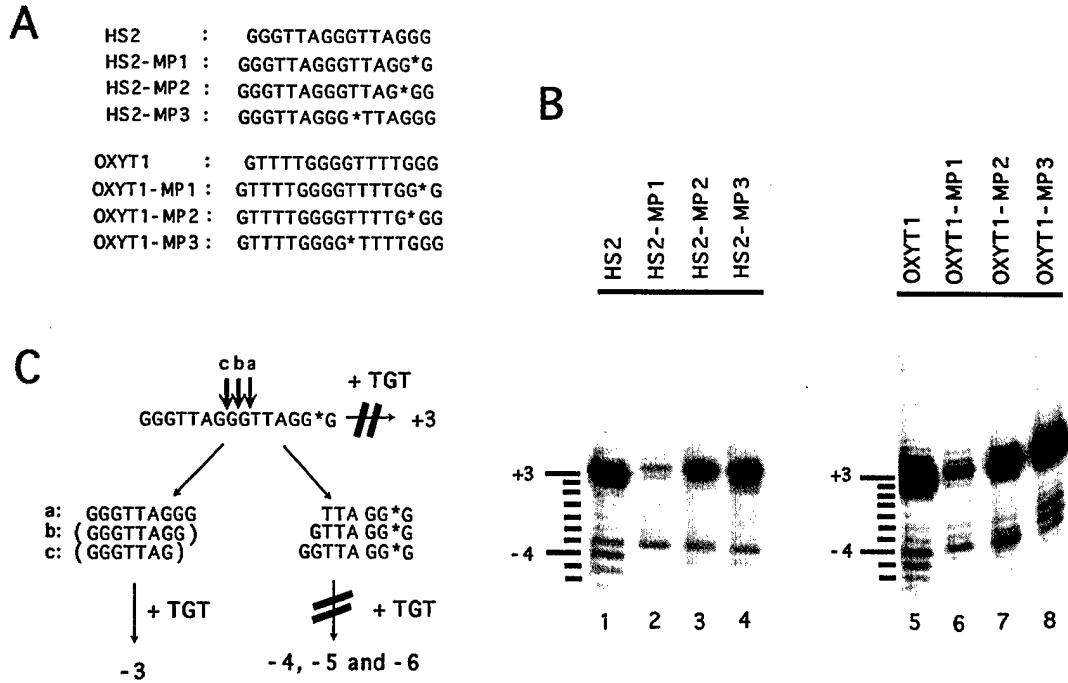 A
HS2 : GGGTTAGGGTTAGGG
HS2-MP1 : GGGTTAGGGTTAGG*G
HS2-MP2 : GGGTTAGGGTTAG*GG
HS2-MP3 : GGGTTAGGG*TTAGGG
OXYT1 : GTTTTGGGGTTTTGGG
OXYT1-MP1 : GTTTTGGGGTTTTGG*G
OXYT1-MP2 : GTTTTGGGGTTTTG*GG
OXYT1-MP3 : GTTTTGGGG*TTTTGGG
B
HS2
HS2-MP1
HS2-MP2
HS2-MP3
OXYT1
OXYT1-MP1
OXYT1-MP2
OXYT1-MP3
+3
-4
1 2 3 4
+3
-4
5 6 7 8
C
c b a
GGGTTAGGGTTAGG*G
+ TGT
+3
a: GGGTTAGGG
b: (GGGTTAGG)
c: (GGGTTAG)
TTA GG*G
GTTA GG*G
GGTTA GG*G
+ TGT
+ TGT
-3
-4, -5 and -6